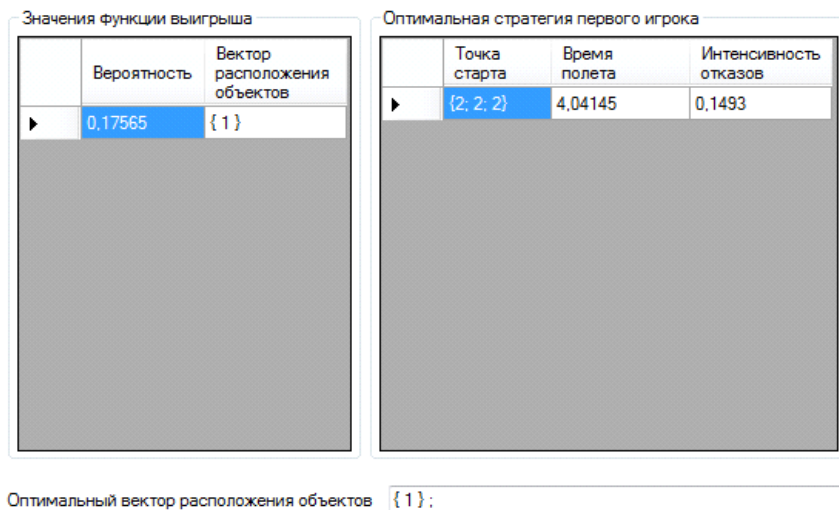 Значения функции выигрыша
Вероятность
Вектор
расположения
объектов
0,17565
{ 1 }
Оптимальная стратегия первого игрока
Точка
старта
Время
полета
Интенсивность
отказов
{2; 2; 2}
4,04145
0,1493
Оптимальный вектор расположения объектов
{ 1 } ;